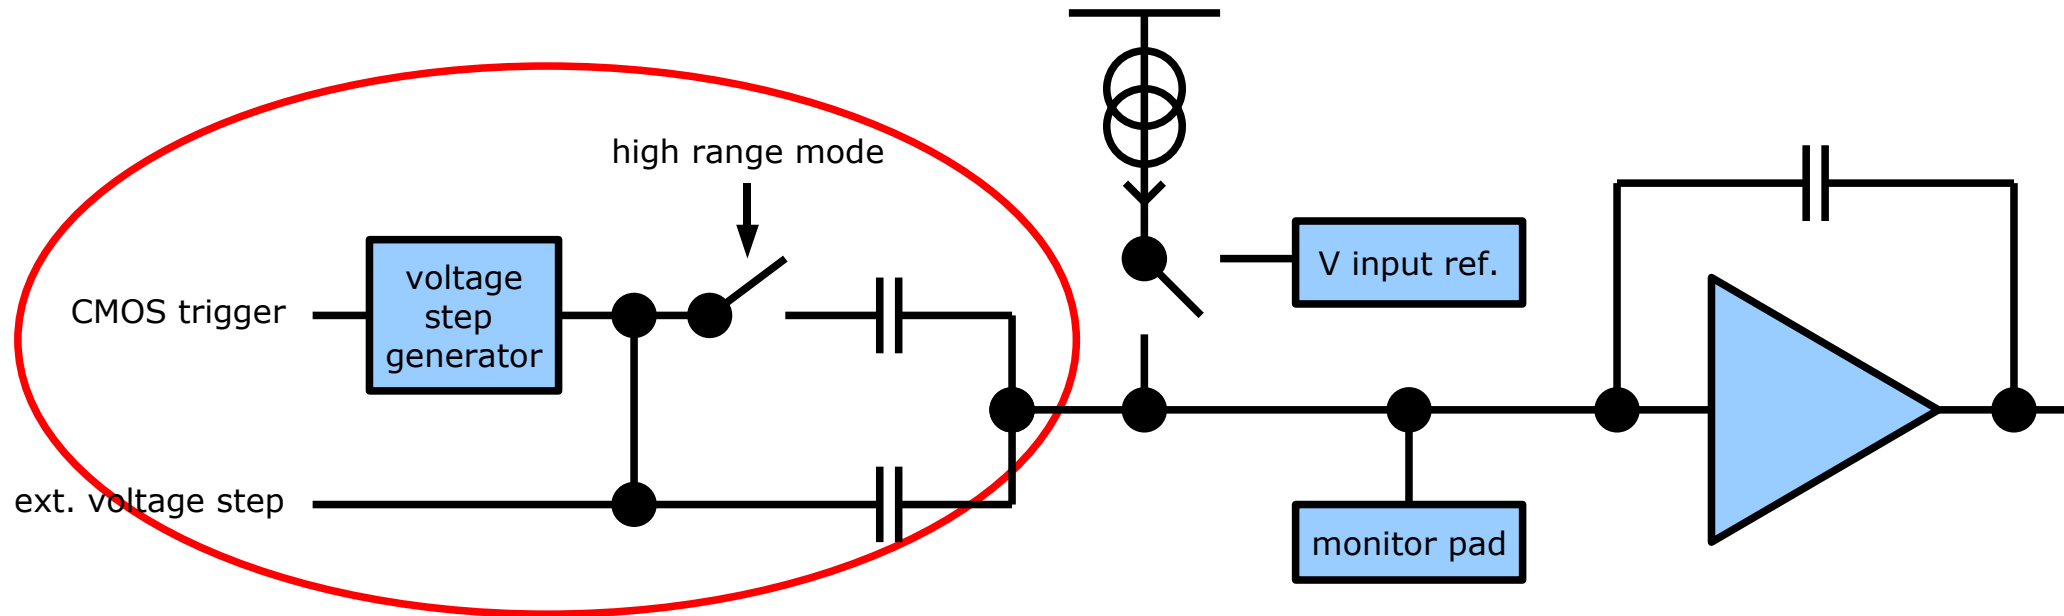 high range mode
voltage
step
generator
CMOS trigger
V input ref.
ext. voltage step
monitor pad